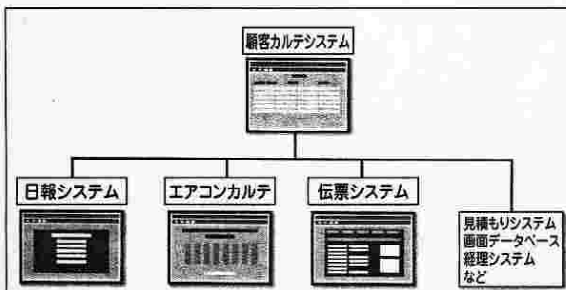 顧客カルテシステム
日報システム
エアコンカルテ
伝票システム
見積もりシステム
画面データベース
経理システム
など